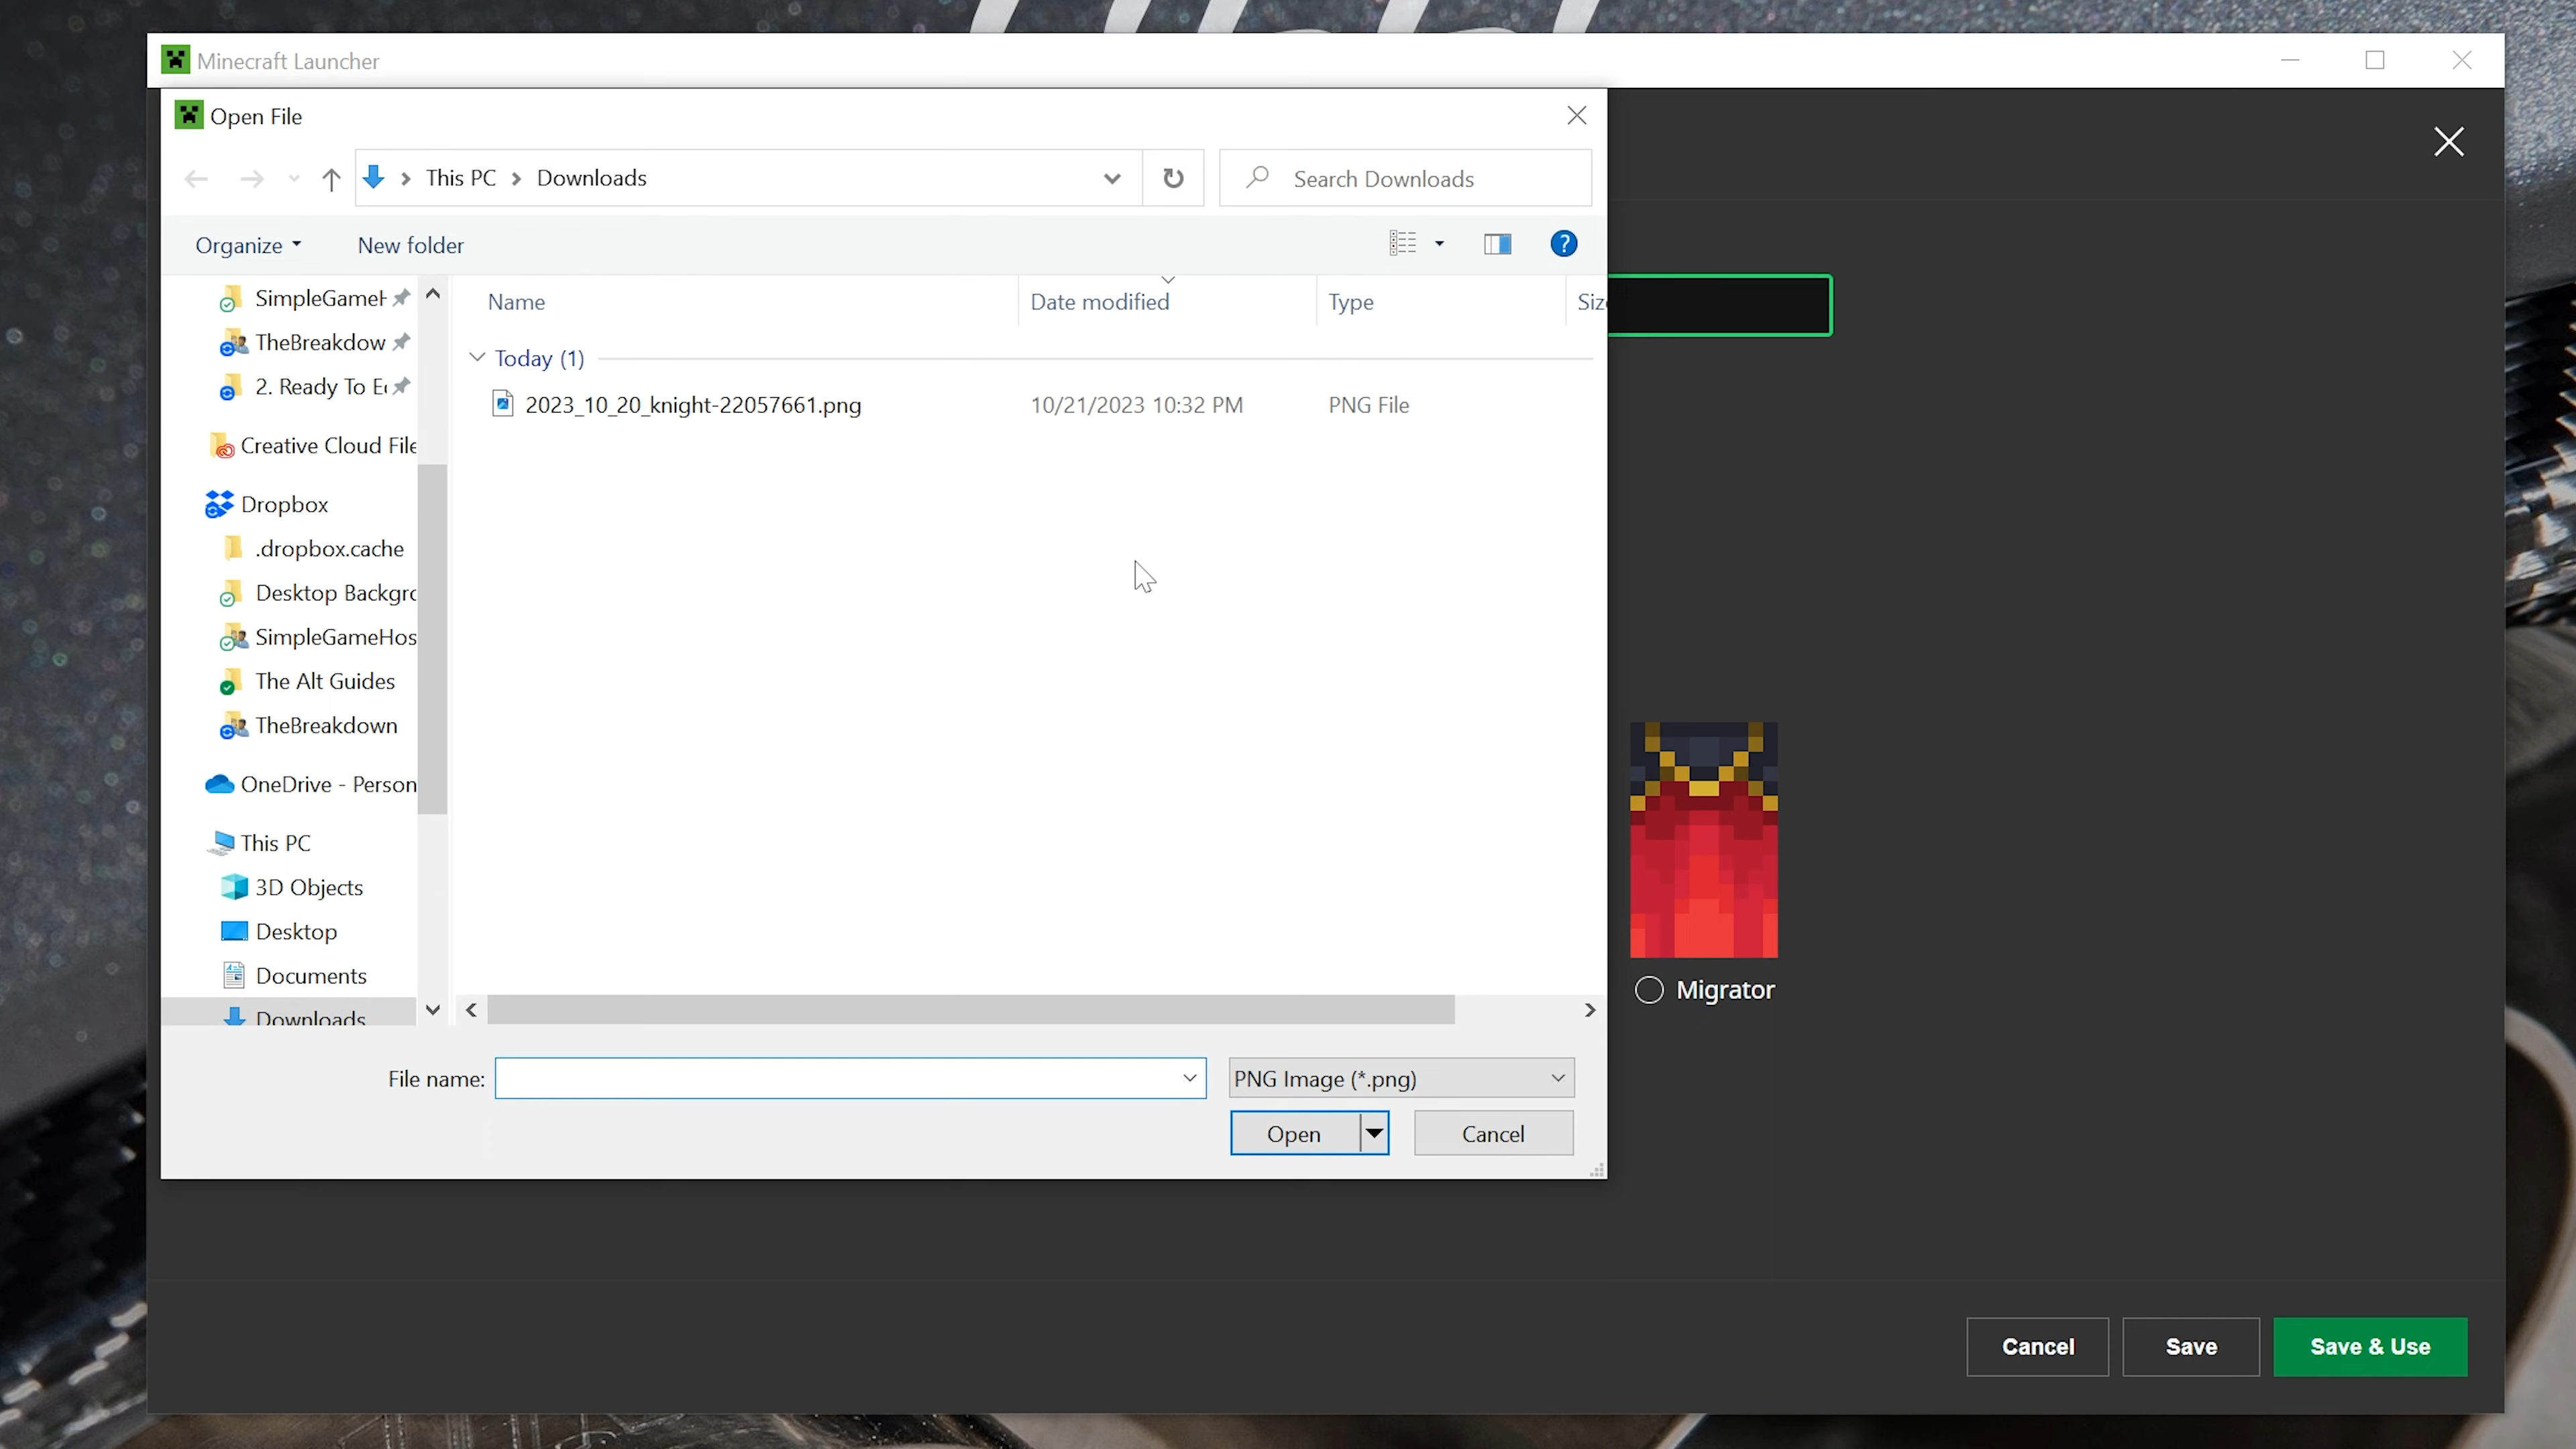 Minecraft Launcher
Open File
This PC
Downloads
Search Downloads
Organize
New folder
Name
Date modified
Type
Today (1)
2023_10_20_knight-22057661.png
10/21/2023 10:32 PM
PNG File
SimpleGameH
TheBreakdow
2. Ready To E
Creative Cloud File
Dropbox
.dropbox.cache
Desktop Backgro
SimpleGameHos
The Alt Guides
TheBreakdown
OneDrive - Person
This PC
3D Objects
Desktop
Documents
Downloads
File name:
PNG Image (*.png)
Open
Cancel
Migrator
Cancel
Save
Save & Use